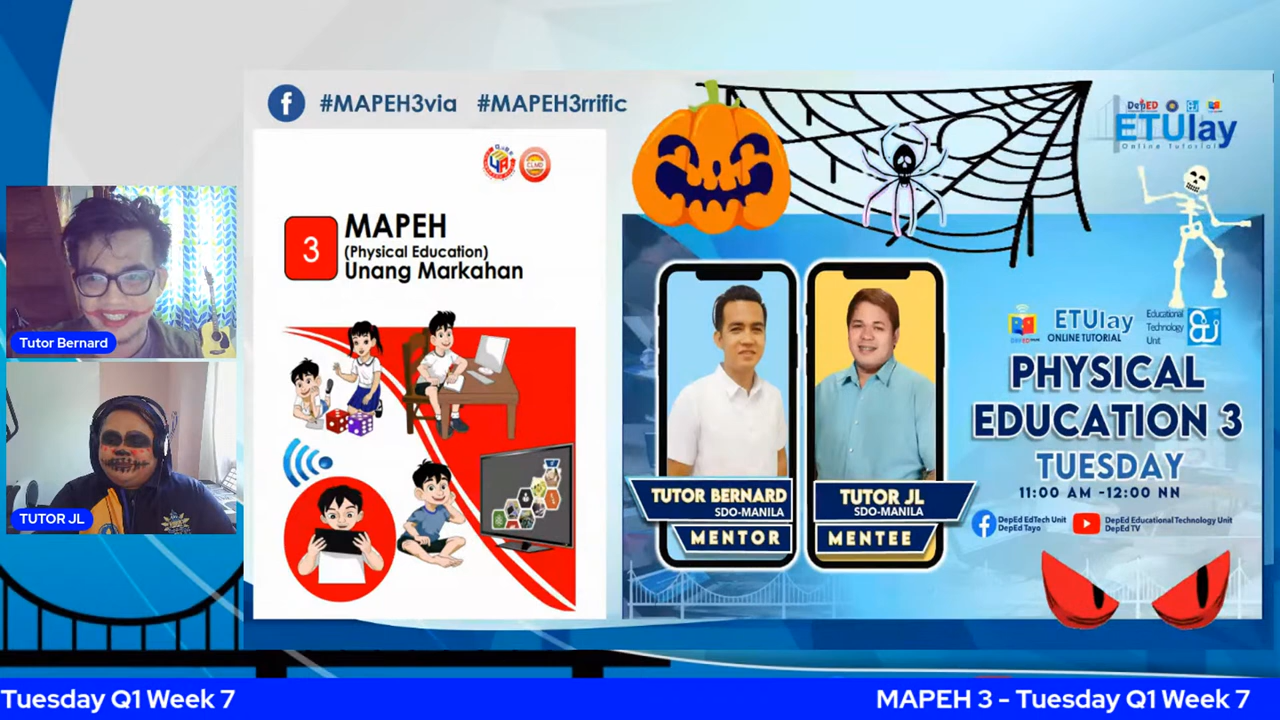 #MAPEH3via #MAPEH3rrific
CLMD
3
MAPEH
(Physical Education)
Unang Markahan
DepED
ETUlay
Online Tutorial
Tutor Bernard
TUTOR JL
ETUlay
ONLINE TUTORIAL
Educational
Technology
Unit
PHYSICAL
EDUCATION 3
TUESDAY
11:00 AM -12:00 NN
DepEd EdTech Unit
DepEd Tayo
DepEd Educational Technology Unit
DepEd TV
TUTOR BERNARD
SDO-MANILA
MENTOR
TUTOR JL
SDO-MANILA
MENTEE
Tuesday Q1 Week 7
MAPEH 3 - Tuesday Q1 Week 7